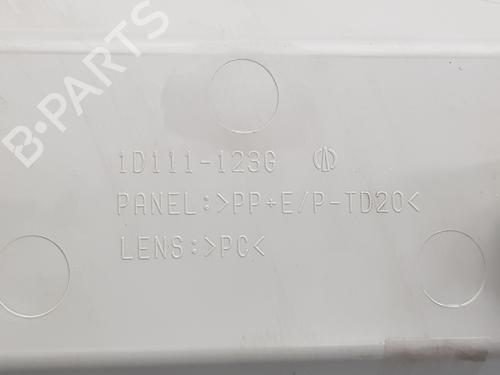 B-PARTS
1D111-123G
PANEL:>PP+E/P-TD20<
LENS:>PC<